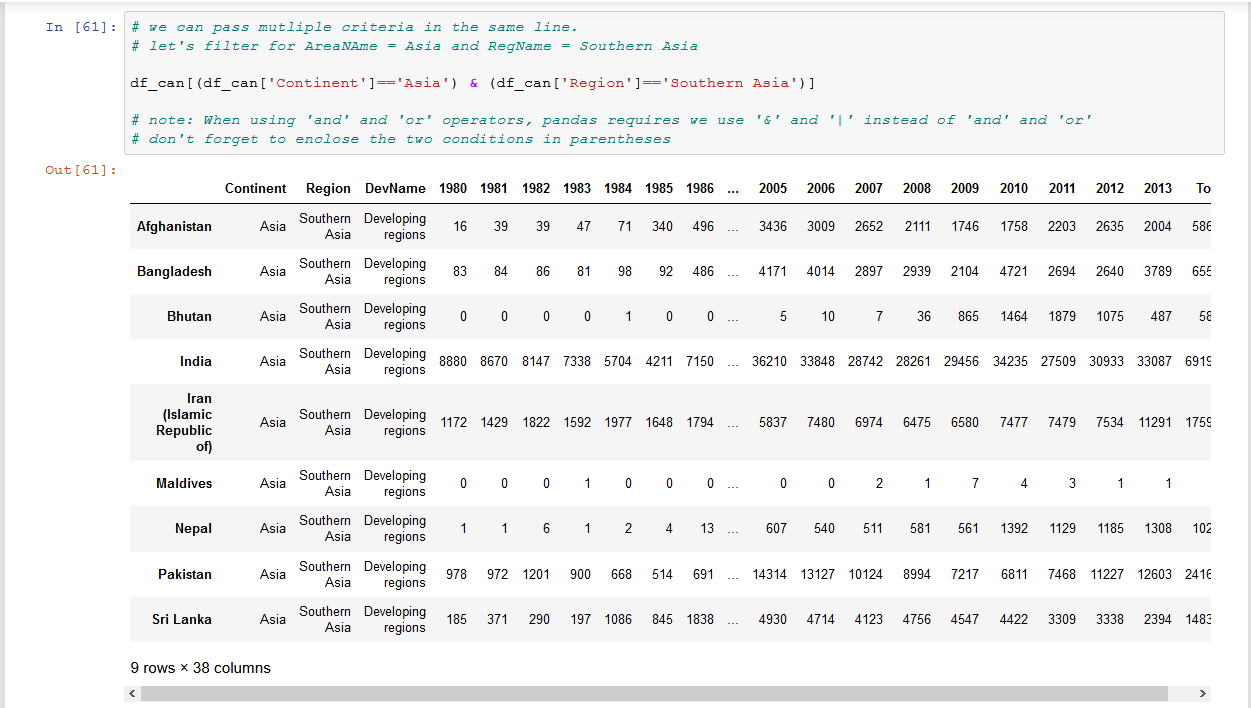 In [61]: # we can pass mutliple criteria in the same line.
# let's filter for AreaNAme = Asia and RegName = Southern Asia
df_can[(df_can['Continent']=='Asia') & (df_can['Region']=='Southern Asia')]
# note: When using 'and' and 'or' operators, pandas requires we use '&' and '|' instead of 'and' and 'or'
# don't forget to enclose the two conditions in parentheses
Out[61]:
Continent Region DevName 1980 1981 1982 1983 1984 1985 1986 ... 2005 2006 2007 2008 2009 2010 2011 2012 2013 To
Afghanistan Asia Southern Asia Developing regions 16 39 39 47 71 340 496 ... 3436 3009 2652 2111 1746 1758 2203 2635 2004 586
Bangladesh Asia Southern Asia Developing regions 83 84 86 81 98 92 486 ... 4171 4014 2897 2939 2104 4721 2694 2640 3789 655
Bhutan Asia Southern Asia Developing regions 0 0 0 0 1 0 0 ... 5 10 7 36 865 1464 1879 1075 487 58
India Asia Southern Asia Developing regions 8880 8670 8147 7338 5704 4211 7150 ... 36210 33848 28742 28261 29456 34235 27509 30933 33087 6919
Iran (Islamic Republic of) Asia Southern Asia Developing regions 1172 1429 1822 1592 1977 1648 1794 ... 5837 7480 6974 6475 6580 7477 7479 7534 11291 1759
Maldives Asia Southern Asia Developing regions 0 0 0 1 0 0 0 ... 0 0 2 1 7 4 3 1 1
Nepal Asia Southern Asia Developing regions 1 1 6 1 2 4 13 ... 607 540 511 581 561 1392 1129 1185 1308 102
Pakistan Asia Southern Asia Developing regions 978 972 1201 900 668 514 691 ... 14314 13127 10124 8994 7217 6811 7468 11227 12603 2416
Sri Lanka Asia Southern Asia Developing regions 185 371 290 197 1086 845 1838 ... 4930 4714 4123 4756 4547 4422 3309 3338 2394 1483
9 rows × 38 columns